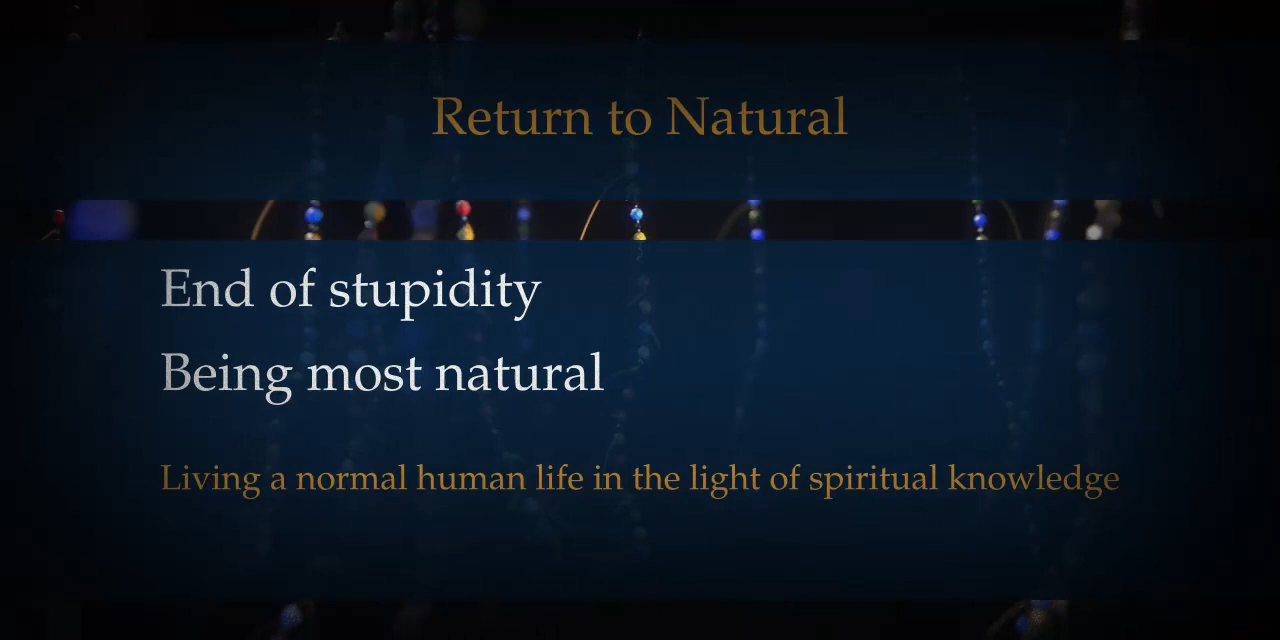 Return to Natural
End of stupidity
Being most natural
Living a normal human life in the light of spiritual knowledge